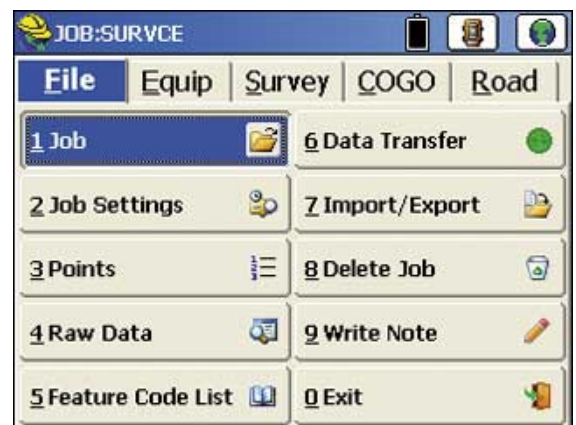 JOB:SURVCE
File Equip Survey COGO Road
1 Job
6 Data Transfer
2 Job Settings
7 Import/Export
3 Points
8 Delete Job
4 Raw Data
9 Write Note
5 Feature Code List
0 Exit